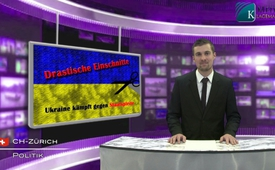 Drastische Einschnitte
Ukraine kämpft gegen
CH-Zürich
Politik